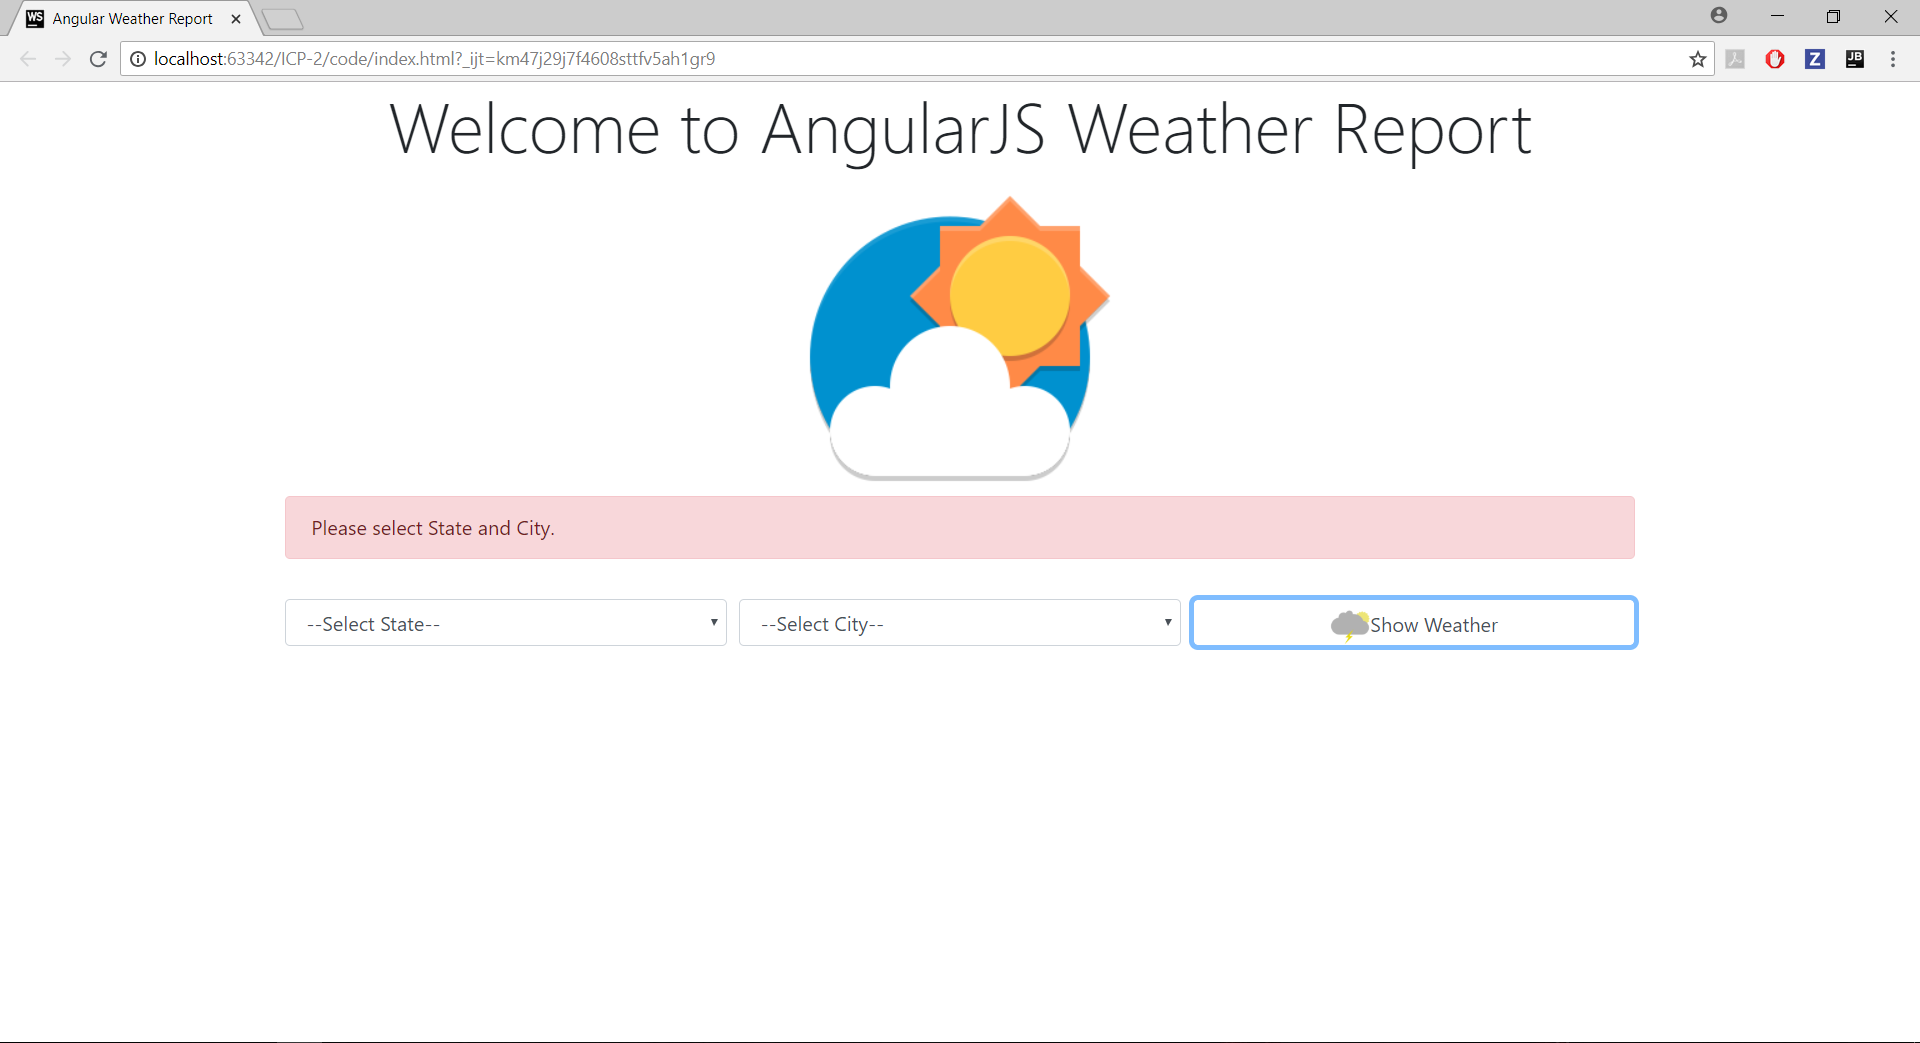 WS Angular Weather Report
localhost:63342/ICP-2/code/index.html?_ijt=km47j29j7f4608sttfv5ah1gr9
Z JB
Welcome to AngularJS Weather Report
Please select State and City.
--Select State-- --Select City-- Show Weather